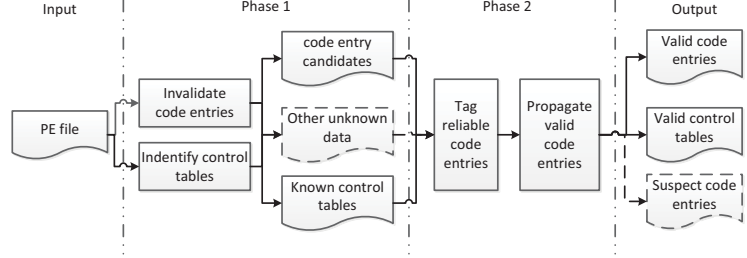 Input
Phase 1
Phase 2
Output
PE file
Invalidate
code entries
Indentify control
tables
code entry
candidates
Other unknown
data
Known control
tables
Tag
reliable
code
entries
Propagate
valid
code
entries
Valid code
entries
Valid control
tables
Suspect code
entries